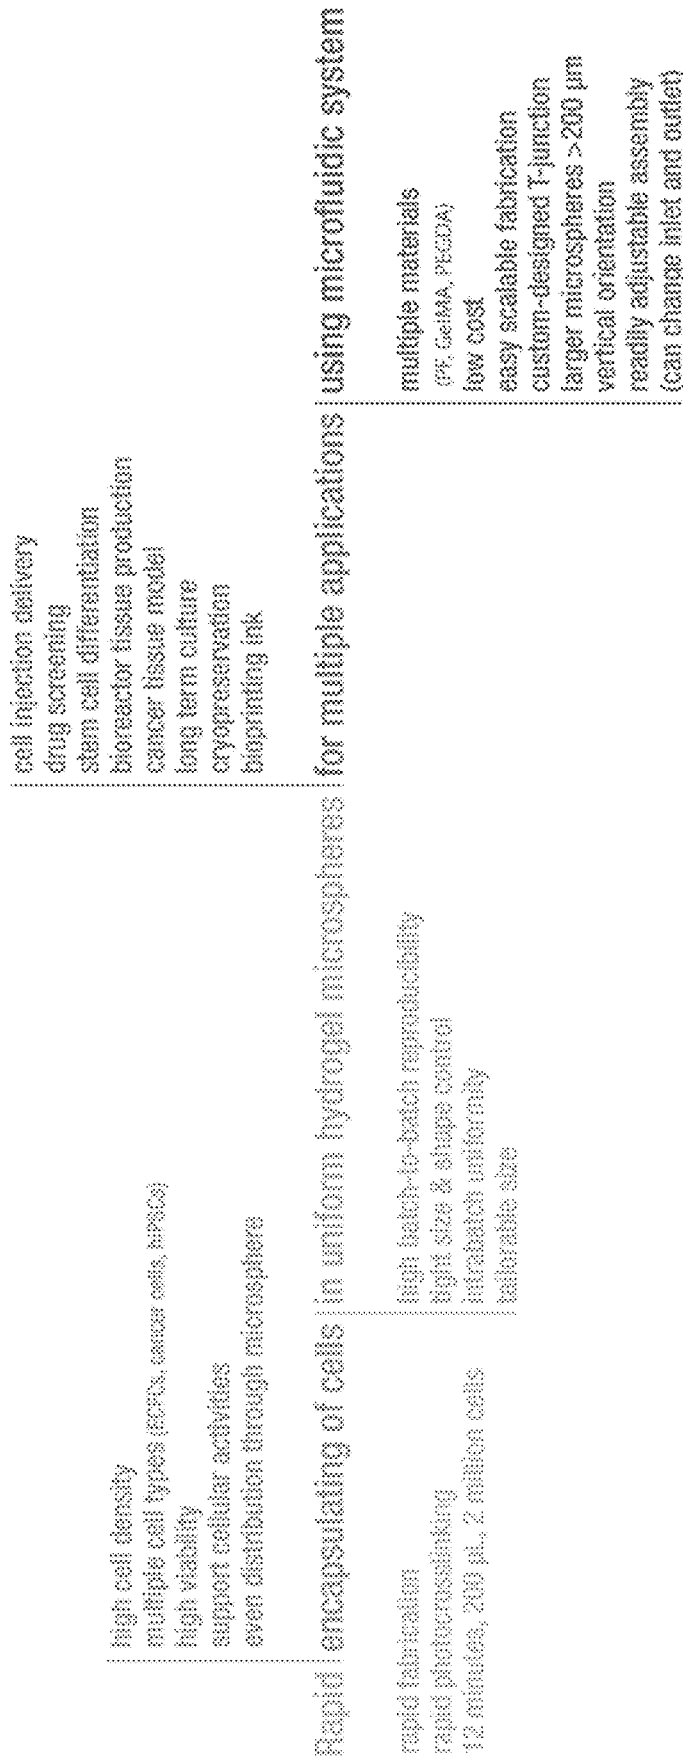 Rapid encapsulating of cells in uniform hydrogel microspheres for multiple applications using microfluidic system
rapid fabrication
rapid photocrosslinking
12 minutes, 200 µL, 2 million cells
high cell density
multiple cell types (ECFCs, cancer cells, hiPSCs)
high viability
support cellular activities
even distribution through microsphere
high batch-to-batch reproducibility
tight size & shape control
intrabatch uniformity
tailorable size
cell injection delivery
drug screening
stem cell differentiation
bioreactor tissue production
cancer tissue model
long term culture
cryopreservation
bioprinting ink
multiple materials
(PF, GelMA, PEGDA)
low cost
easy scalable fabrication
custom-designed T-junction
larger microspheres >200 µm
vertical orientation
readily adjustable assembly
(can change inlet and outlet)